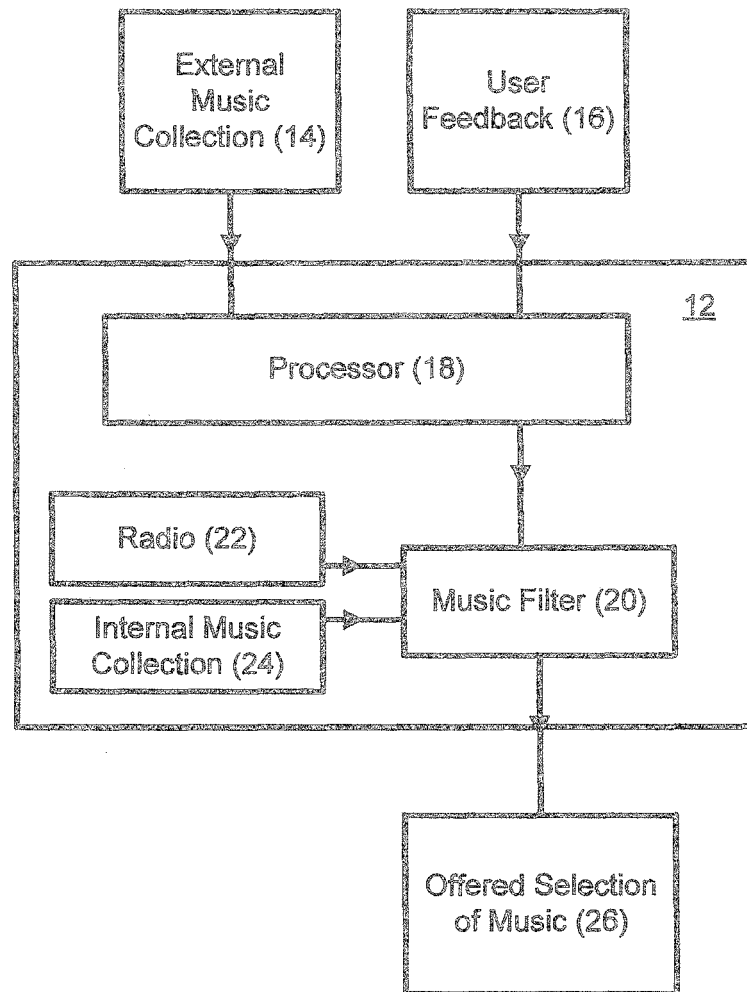 External
Music
Collection (14)
User
Feedback (16)
12
Processor (18)
Radio (22)
Internal Music
Collection (24)
Music Filter (20)
Offered Selection
of Music (26)